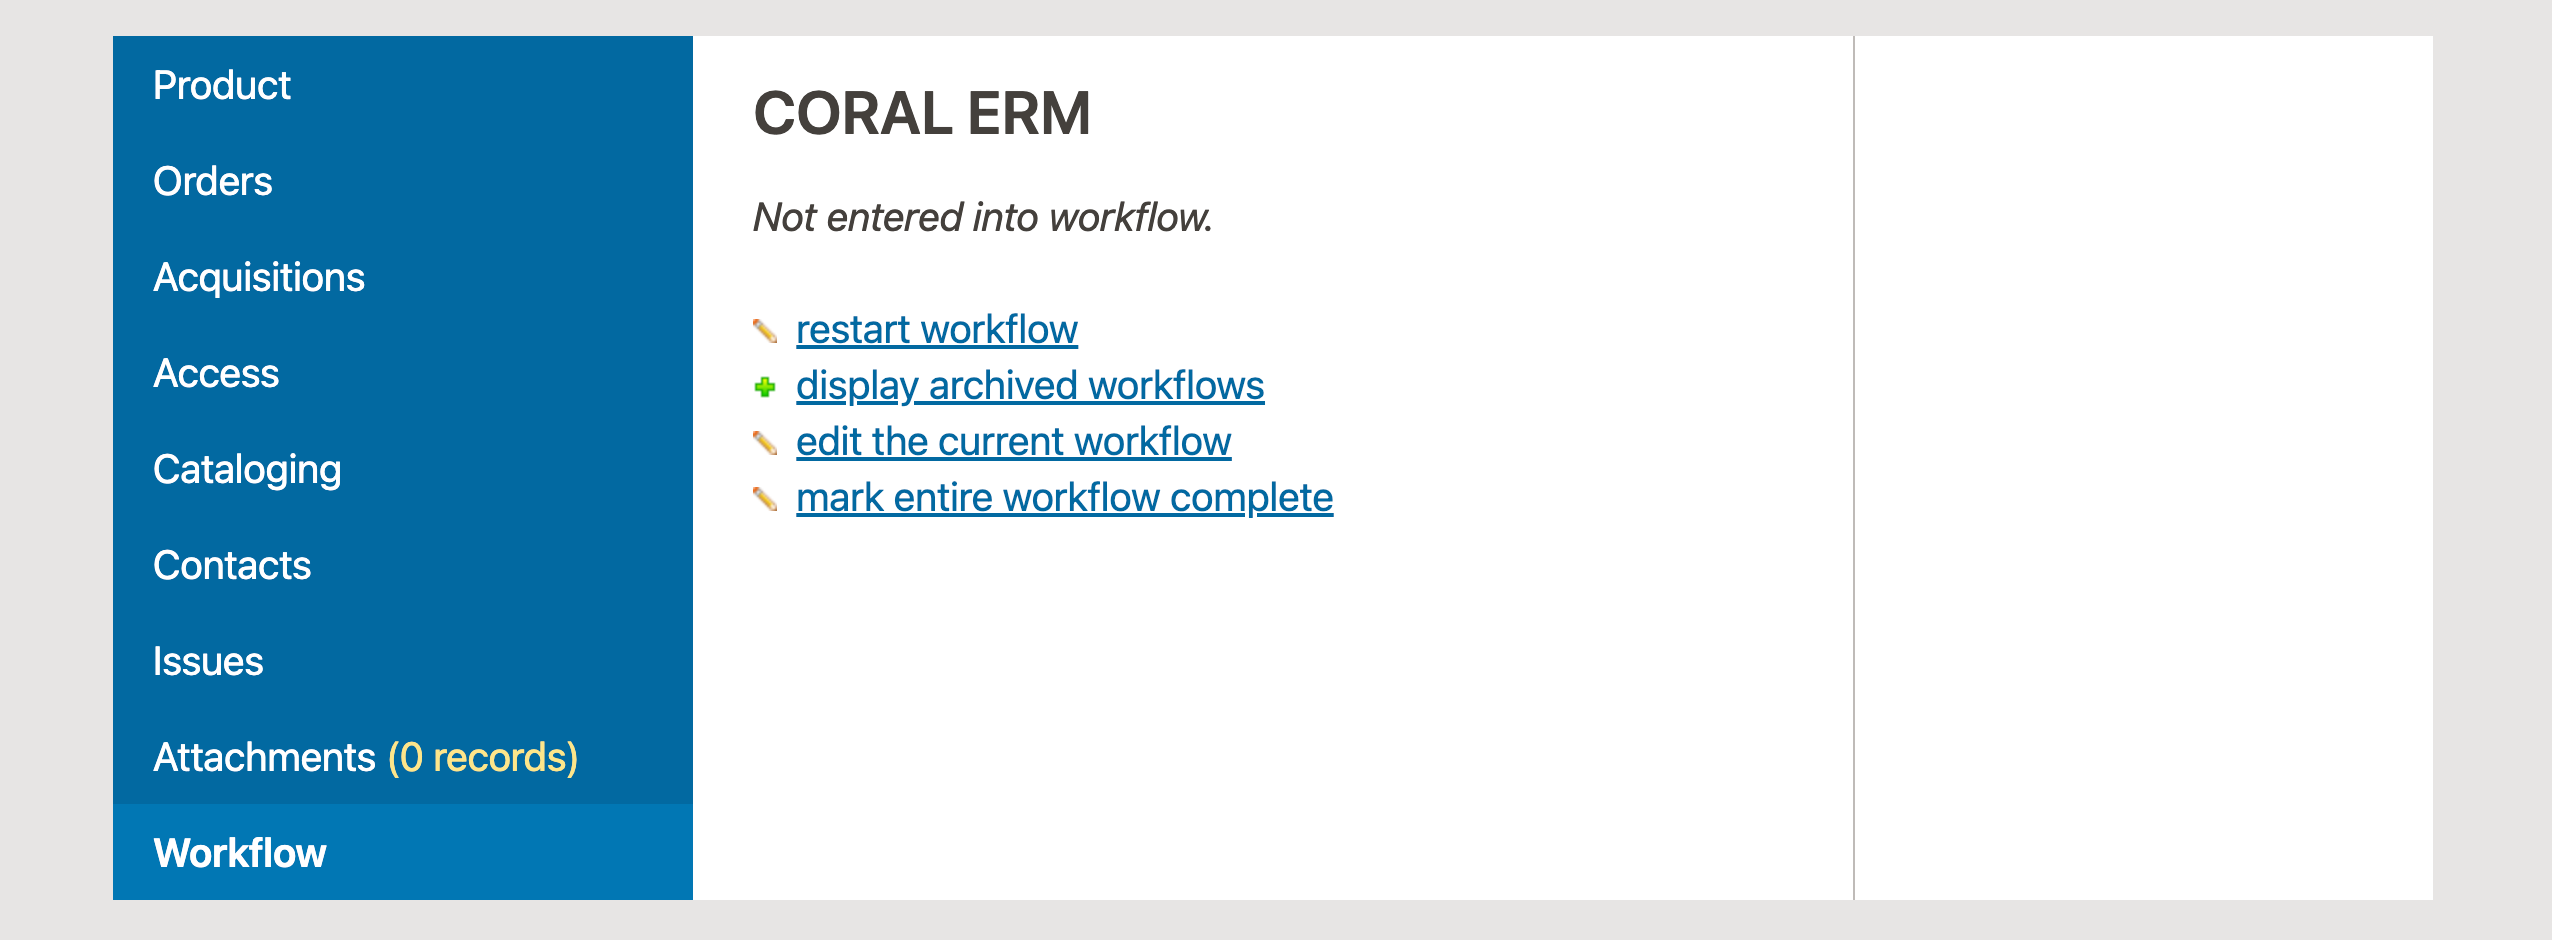 Product
Orders
Acquisitions
Access
Cataloging
Contacts
Issues
Attachments (0 records)
Workflow
CORAL ERM
Not entered into workflow.
restart workflow
display archived workflows
edit the current workflow
mark entire workflow complete